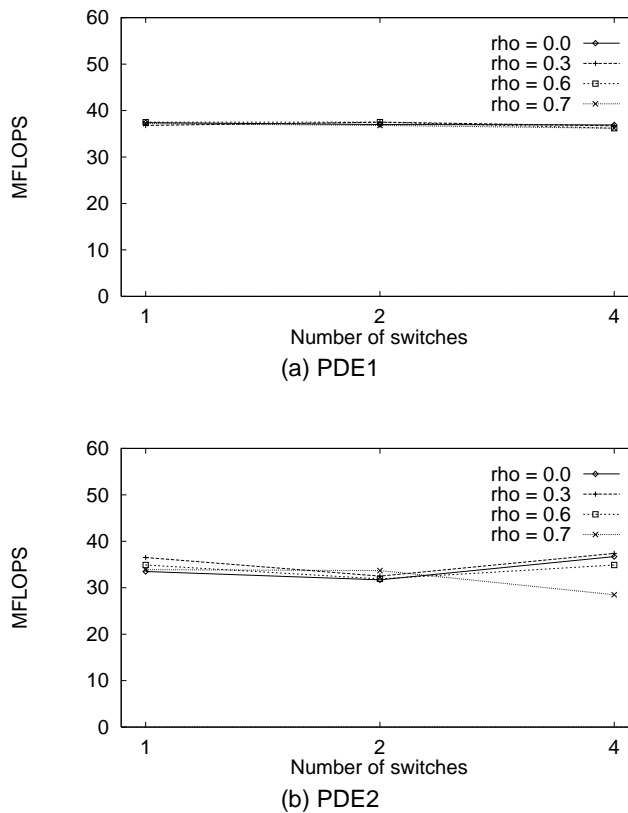 60
50
40
30
20
10
0
MFLOPS
rho = 0.0
rho = 0.3
rho = 0.6
rho = 0.7
1 2 4
Number of switches
(a) PDE1
60
50
40
30
20
10
0
MFLOPS
rho = 0.0
rho = 0.3
rho = 0.6
rho = 0.7
1 2 4
Number of switches
(b) PDE2